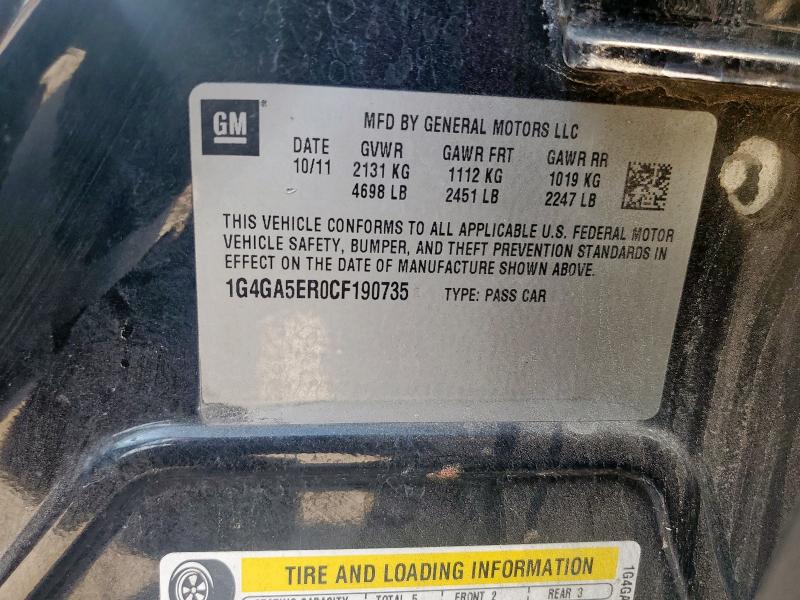 GM
MFD BY GENERAL MOTORS LLC
DATE GVWR GAWR FRT GAWR RR
10/11 2131 KG 1112 KG 1019 KG
4698 LB 2451 LB 2247 LB
THIS VEHICLE CONFORMS TO ALL APPLICABLE U.S. FEDERAL MOTOR
VEHICLE SAFETY, BUMPER, AND THEFT PREVENTION STANDARDS IN
EFFECT ON THE DATE OF MANUFACTURE SHOWN ABOVE.
1G4GA5ER0CF190735 TYPE: PASS CAR
TIRE AND LOADING INFORMATION
SEATING CAPACITY TOTAL 5 FRONT 2 REAR 3
1G4GA